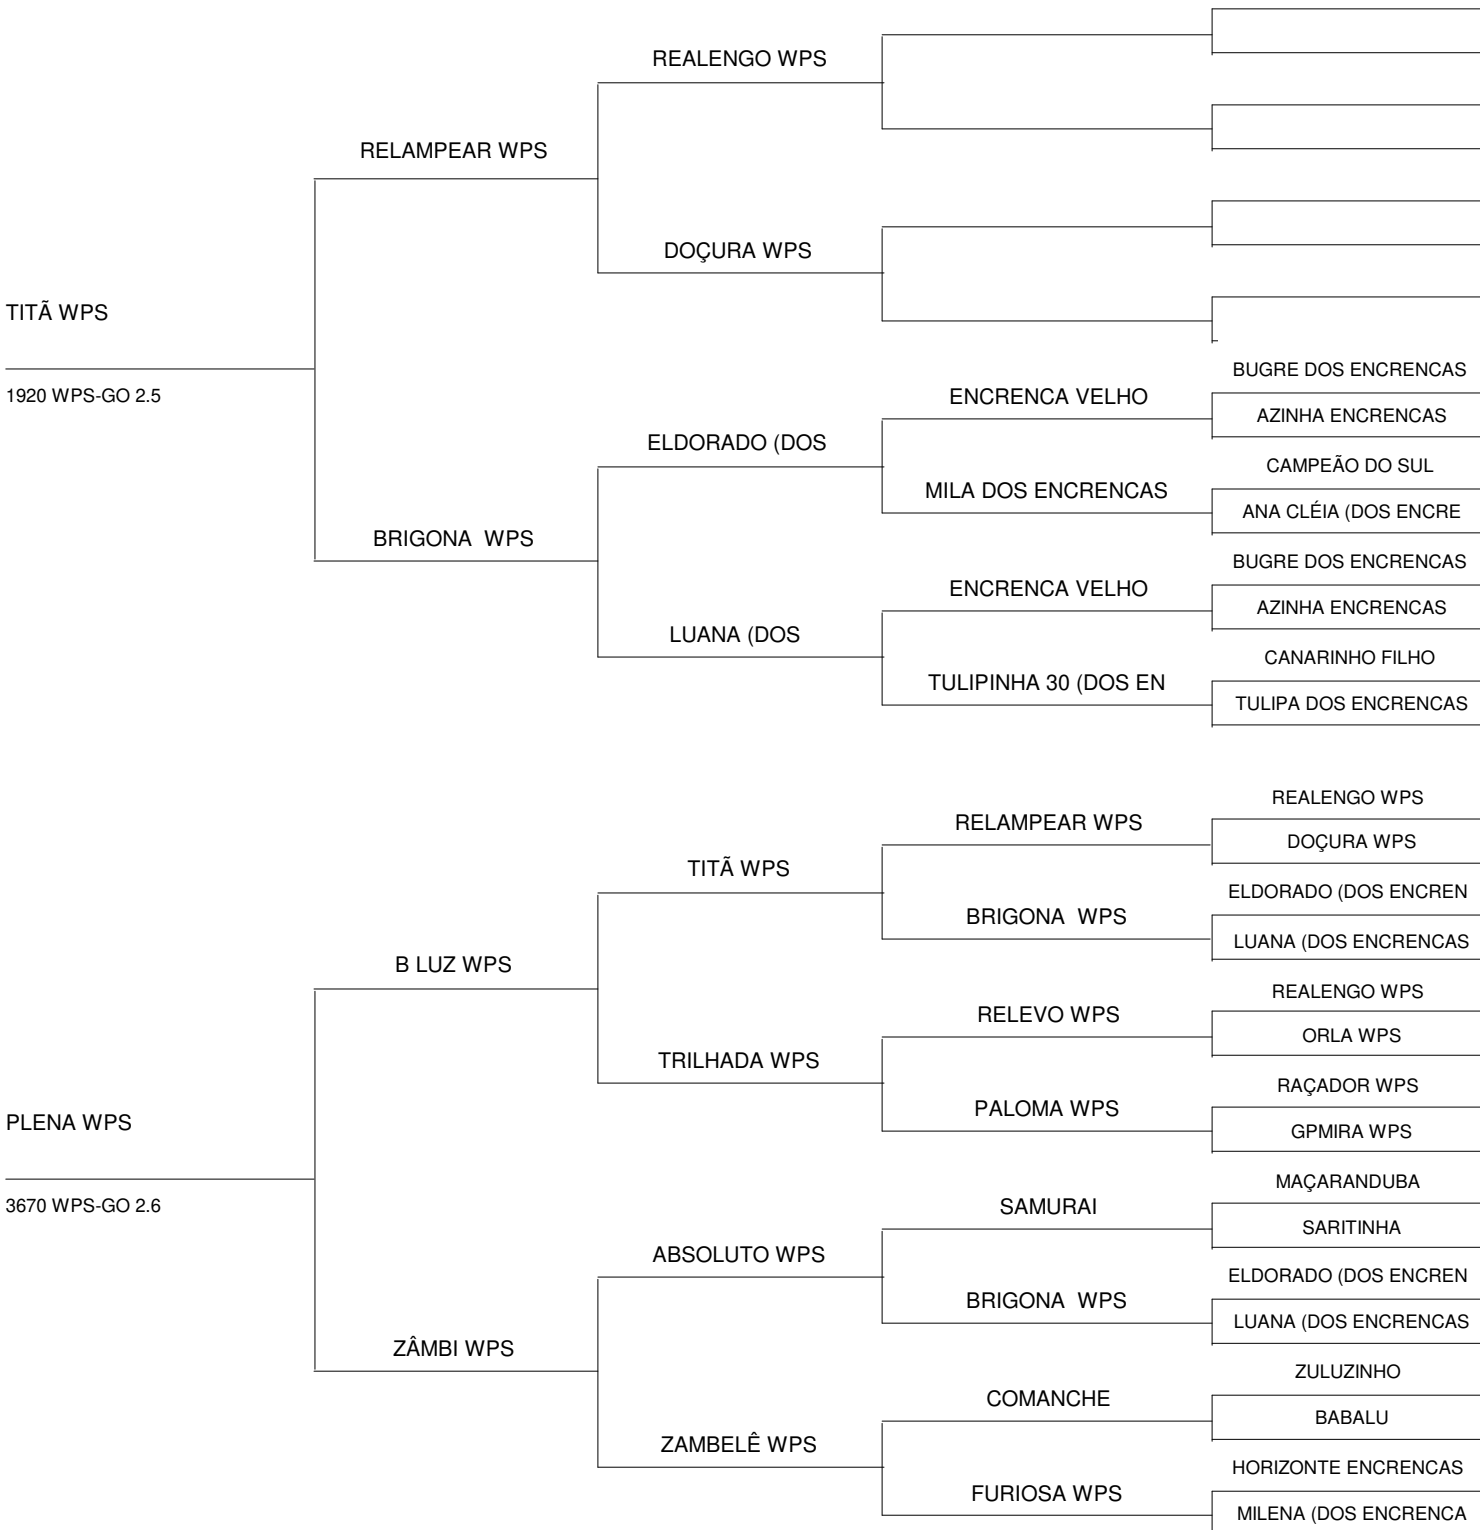 REALENGO WPS
RELAMPEAR WPS
DOÇURA WPS
TITÃ WPS
1920 WPS-GO 2.5
BUGRE DOS ENCRENCAS
ENCRENCA VELHO
AZINHA ENCRENCAS
ELDORADO (DOS
CAMPEÃO DO SUL
MILA DOS ENCRENCAS
ANA CLÉIA (DOS ENCRE
BRIGONA  WPS
BUGRE DOS ENCRENCAS
ENCRENCA VELHO
AZINHA ENCRENCAS
LUANA (DOS
CANARINHO FILHO
TULIPINHA 30 (DOS EN
TULIPA DOS ENCRENCAS
REALENGO WPS
RELAMPEAR WPS
DOÇURA WPS
TITÃ WPS
ELDORADO (DOS ENCREN
BRIGONA  WPS
LUANA (DOS ENCRENCAS
B LUZ WPS
REALENGO WPS
RELEVO WPS
ORLA WPS
TRILHADA WPS
RAÇADOR WPS
PALOMA WPS
GPMIRA WPS
PLENA WPS
3670 WPS-GO 2.6
MAÇARANDUBA
SAMURAI
SARITINHA
ABSOLUTO WPS
ELDORADO (DOS ENCREN
BRIGONA  WPS
LUANA (DOS ENCRENCAS
ZÂMBI WPS
ZULUZINHO
COMANCHE
BABALU
ZAMBELÊ WPS
HORIZONTE ENCRENCAS
FURIOSA WPS
MILENA (DOS ENCRENCA